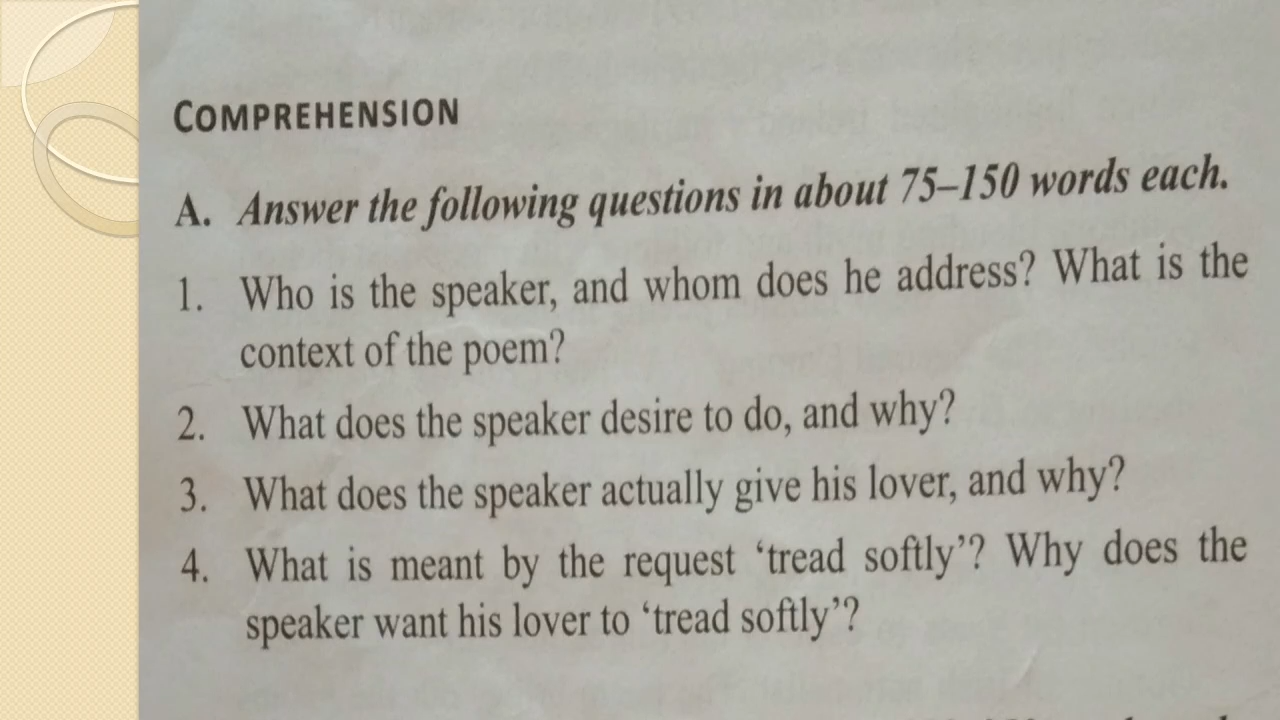 COMPREHENSION
A. Answer the following questions in about 75–150 words each.
1. Who is the speaker, and whom does he address? What is the
context of the poem?
2. What does the speaker desire to do, and why?
3. What does the speaker actually give his lover, and why?
4. What is meant by the request ‘tread softly’? Why does the
speaker want his lover to ‘tread softly’?